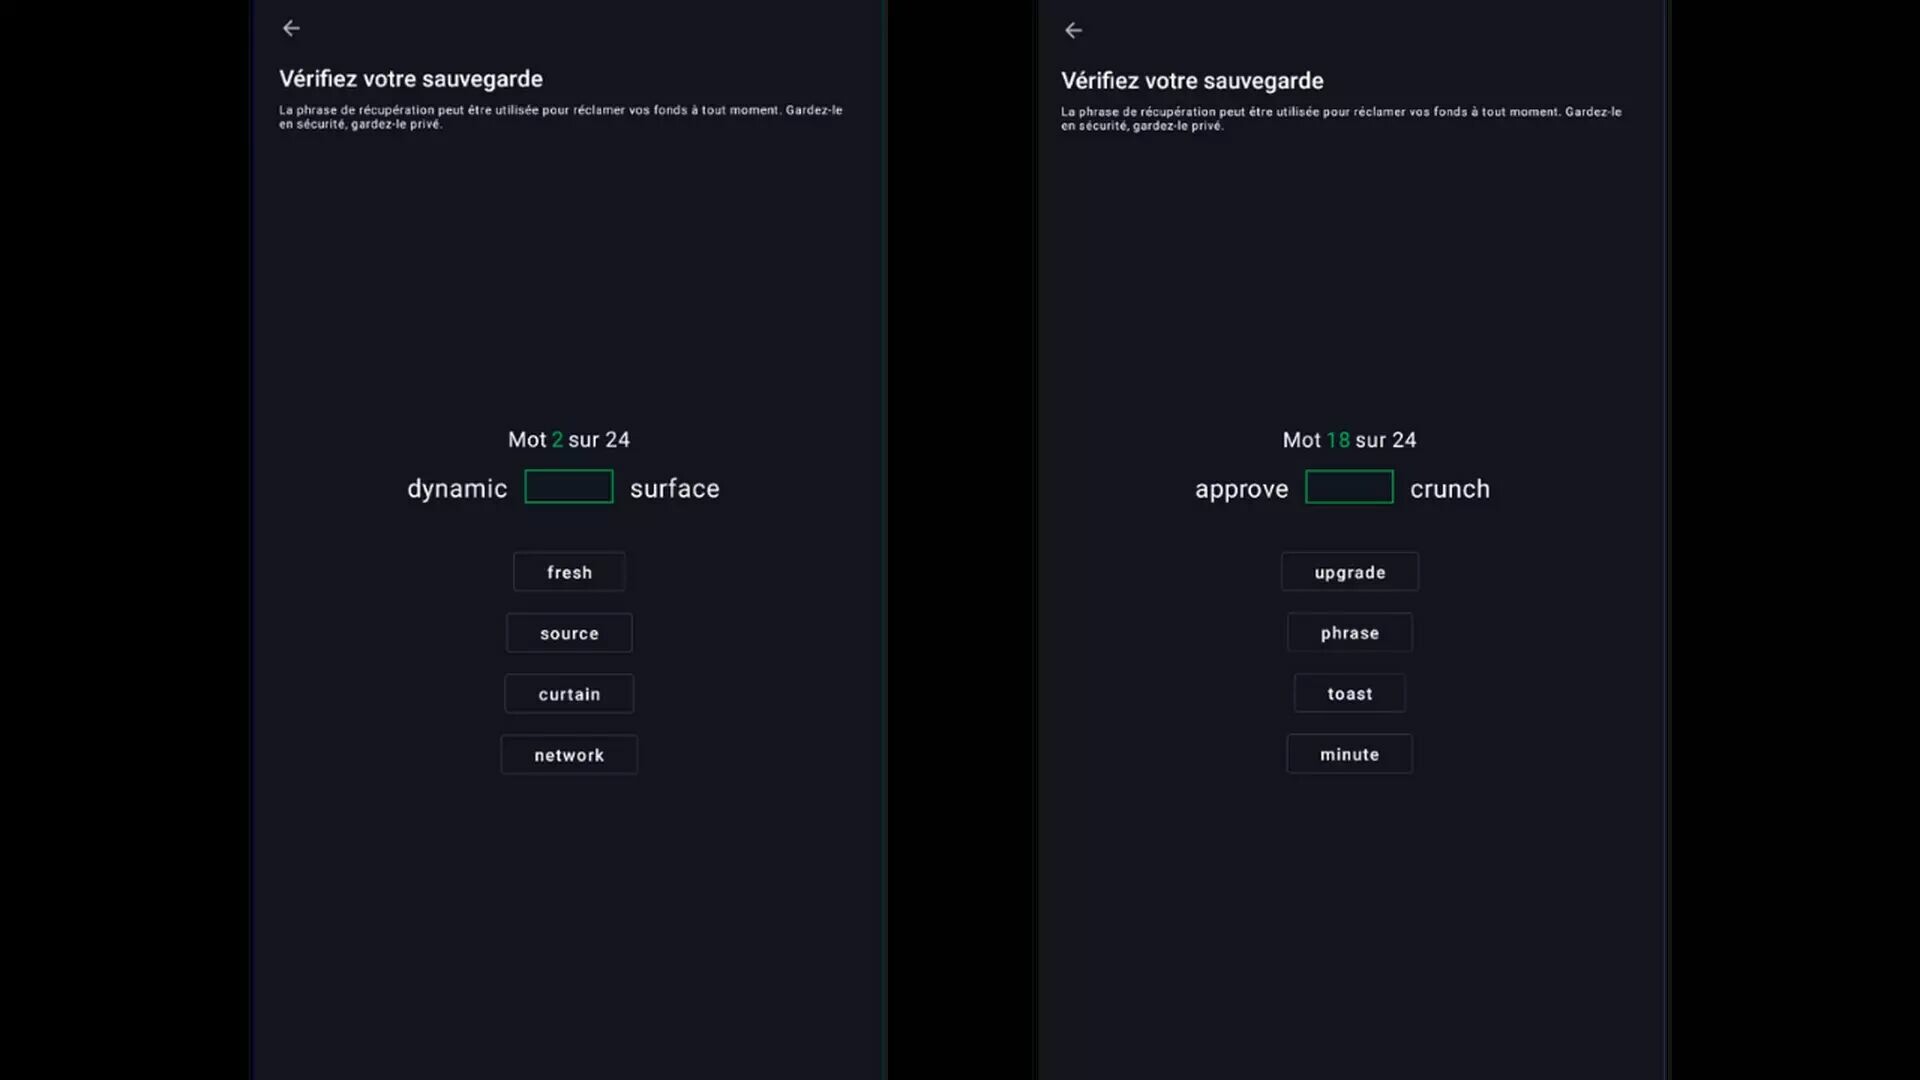 Vérifiez votre sauvegarde
La phrase de récupération peut être utilisée pour réclamer vos fonds à tout moment. Gardez-le
en sécurité, gardez-le privé.
Mot 2 sur 24
dynamic surface
fresh
source
curtain
network
Vérifiez votre sauvegarde
La phrase de récupération peut être utilisée pour réclamer vos fonds à tout moment. Gardez-le
en sécurité, gardez-le privé.
Mot 18 sur 24
approve crunch
upgrade
phrase
toast
minute